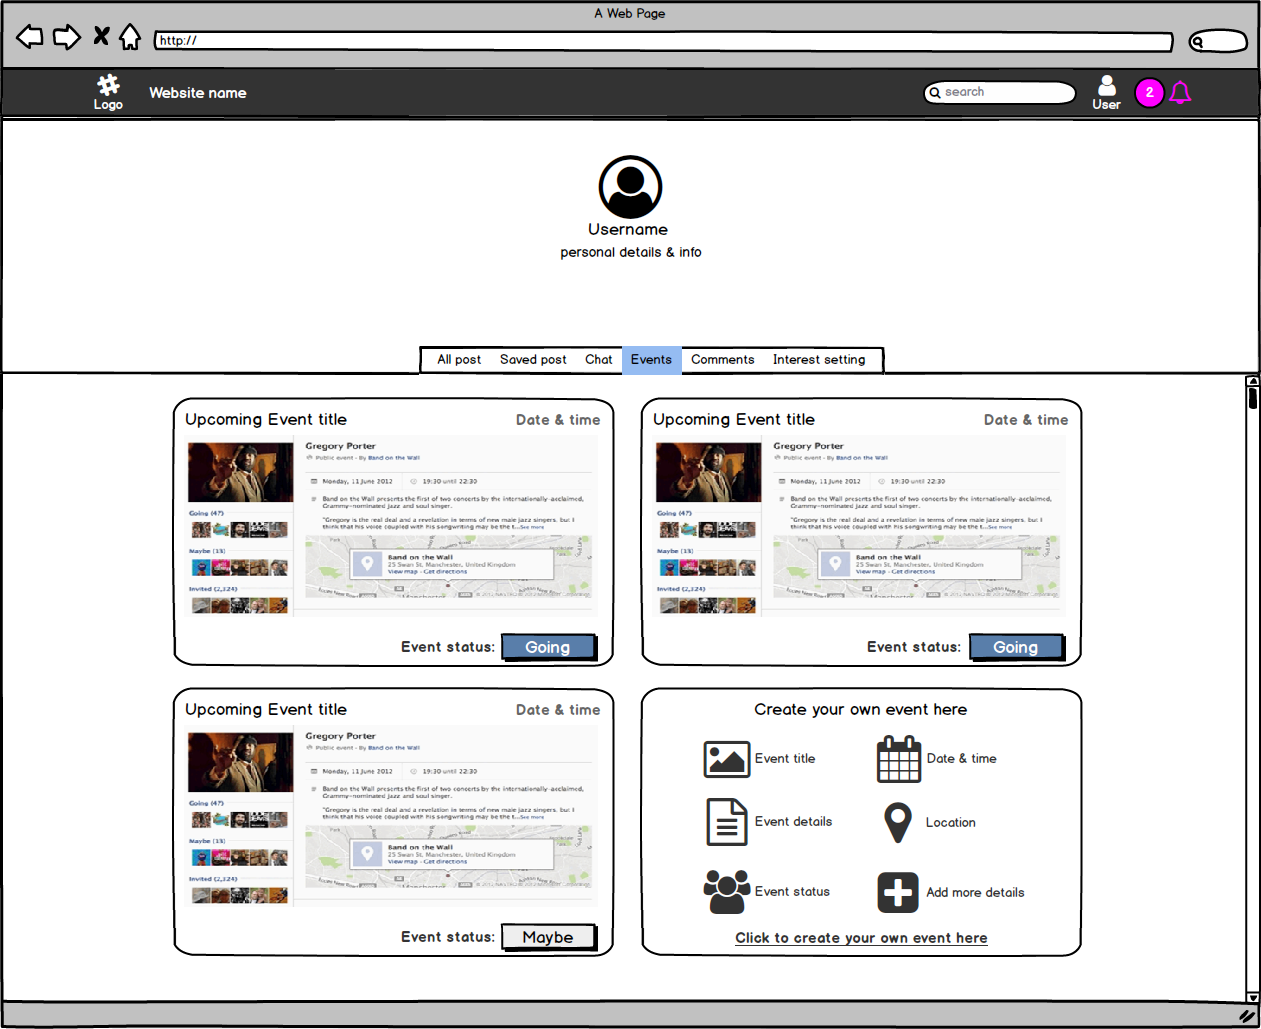 A Web Page
http://
Logo
Website name
search
User
2
Username
personal details & info
All post Saved post Chat Events Comments Interest setting
Upcoming Event title Date & time
Gregory Porter
Public event - By Band on the Wall
Monday, 11 June 2012 19:30 until 22:30
Band on the Wall presents the first of two concerts by the internationally-acclaimed,
Grammy-nominated jazz and soul singer.
"Gregory is the real deal and a revelation in terms of new male jazz singers, but I
think that his voice coupled with his songwriting may be the t...See more
Going (47)
Maybe (13)
Invited (2,324)
Band on the Wall
25 Swan St, Manchester, United Kingdom
View map - Get directions
Event status: Going
Upcoming Event title Date & time
Gregory Porter
Public event - By Band on the Wall
Monday, 11 June 2012 19:30 until 22:30
Band on the Wall presents the first of two concerts by the internationally-acclaimed,
Grammy-nominated jazz and soul singer.
"Gregory is the real deal and a revelation in terms of new male jazz singers, but I
think that his voice coupled with his songwriting may be the t...See more
Going (47)
Maybe (13)
Invited (2,324)
Band on the Wall
25 Swan St, Manchester, United Kingdom
View map - Get directions
Event status: Going
Upcoming Event title Date & time
Gregory Porter
Public event - By Band on the Wall
Monday, 11 June 2012 19:30 until 22:30
Band on the Wall presents the first of two concerts by the internationally-acclaimed,
Grammy-nominated jazz and soul singer.
"Gregory is the real deal and a revelation in terms of new male jazz singers, but I
think that his voice coupled with his songwriting may be the t...See more
Going (47)
Maybe (13)
Invited (2,324)
Band on the Wall
25 Swan St, Manchester, United Kingdom
View map - Get directions
Event status: Maybe
Create your own event here
Event title Date & time
Event details Location
Event status Add more details
Click to create your own event here